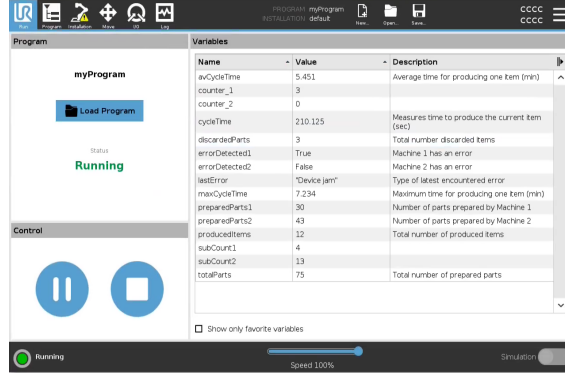 UR
Run
Program
Installation
Move
I/O
Log
PROGRAM myProgram
INSTALLATION default
New...
Open...
Save...
CCCC
CCCC
Program
myProgram
Load Program
Status
Running
Control
Variables
Name Value Description
avCycleTime 5.451 Average time for producing one item (min)
counter_1 3
counter_2 0
cycleTime 210.125 Measures time to produce the current item
(sec)
discardedParts 3 Total number discarded items
errorDetected1 True Machine 1 has an error
errorDetected2 False Machine 2 has an error
lastError "Device jam" Type of latest encountered error
maxCycleTime 7.234 Maximum time for producing one item (min)
preparedParts1 30 Number of parts prepared by Machine 1
preparedParts2 43 Number of parts prepared by Machine 2
producedItems 12 Total number of produced items
subCount1 4
subCount2 13
totalParts 75 Total number of prepared parts
Show only favorite variables
Running
Speed 100%
Simulation